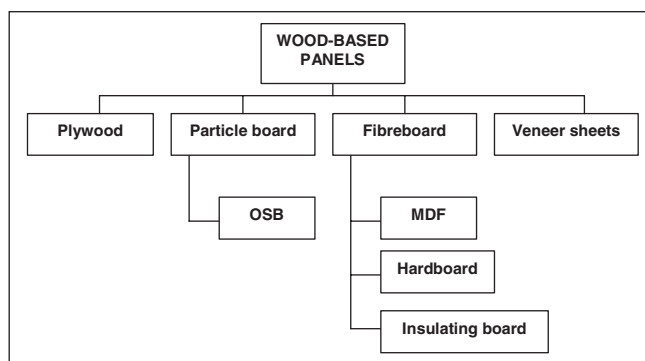 WOOD-BASED
PANELS
Plywood
Particle board
Fibreboard
Veneer sheets
OSB
MDF
Hardboard
Insulating board